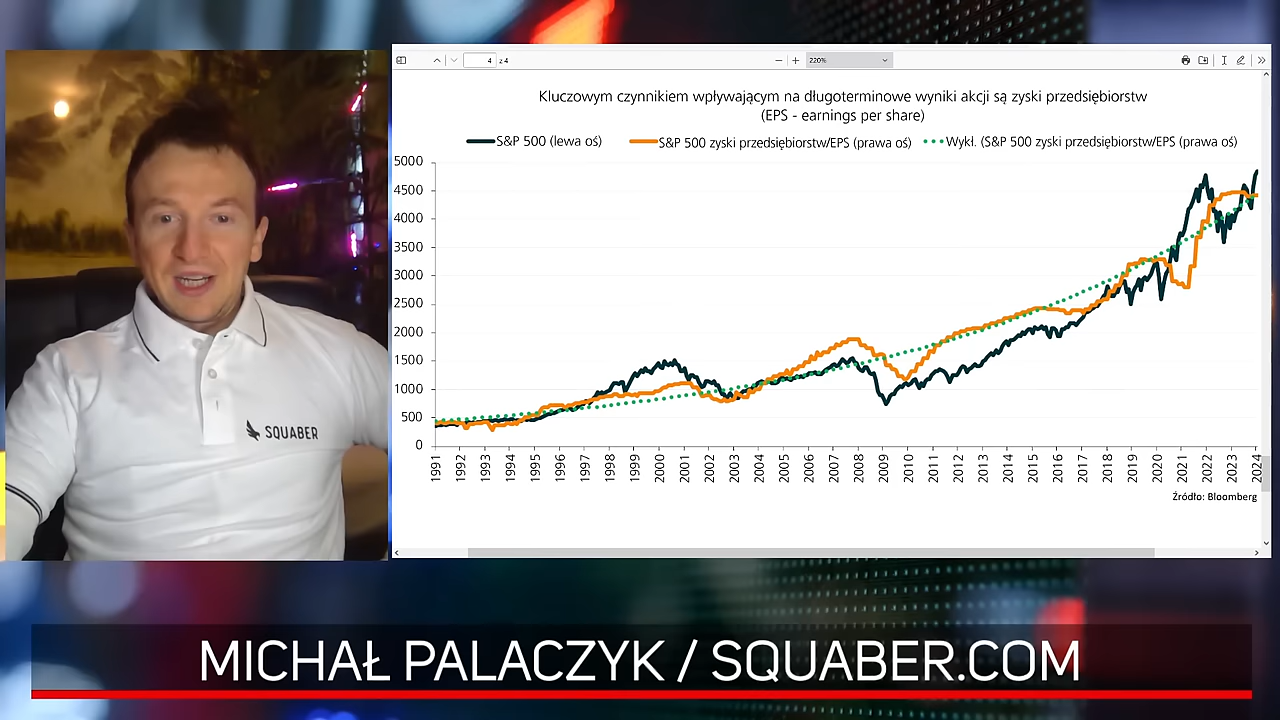 4 z 4
220%
Kluczowym czynnikiem wpływającym na długoterminowe wyniki akcji są zyski przedsiębiorstw
(EPS - earnings per share)
S&P 500 (lewa oś)
S&P 500 zyski przedsiębiorstw/EPS (prawa oś)
Wykł. (S&P 500 zyski przedsiębiorstw/EPS (prawa oś)
5000
4500
4000
3500
3000
2500
2000
1500
1000
500
0
1991 1992 1993 1994 1995 1996 1997 1998 1999 2000 2001 2002 2003 2004 2005 2006 2007 2008 2009 2010 2011 2012 2013 2014 2015 2016 2017 2018 2019 2020 2021 2022 2023 2024
Źródło: Bloomberg
SQUABER
MICHAŁ PALACZYK / SQUABER.COM